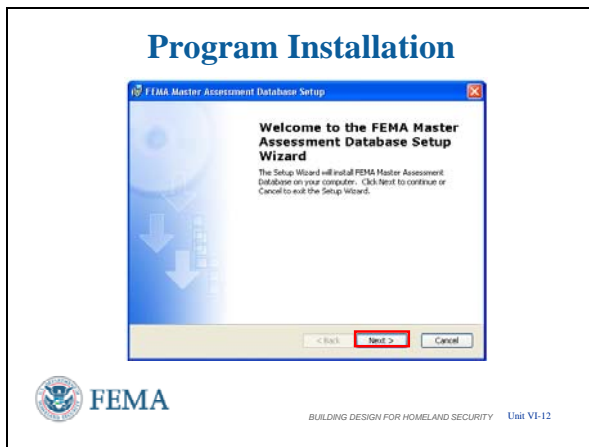 Program Installation
FEMA Master Assessment Database Setup
Welcome to the FEMA Master
Assessment Database Setup
Wizard
The Setup Wizard will install FEMA Master Assessment
Database on your computer. Click Next to continue or
Cancel to exit the Setup Wizard.
< Back Next > Cancel
FEMA
BUILDING DESIGN FOR HOMELAND SECURITY Unit VI-12